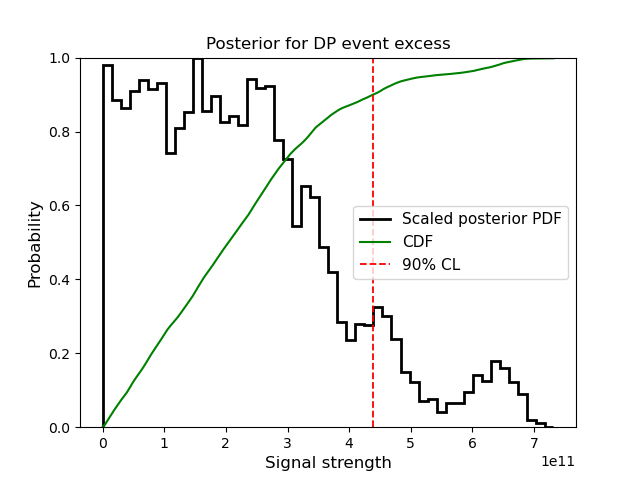 Posterior for DP event excess
Probability
1.0
0.8
0.6
0.4
0.2
0.0
Scaled posterior PDF
CDF
90% CL
0 1 2 3 4 5 6 7
1e11
Signal strength